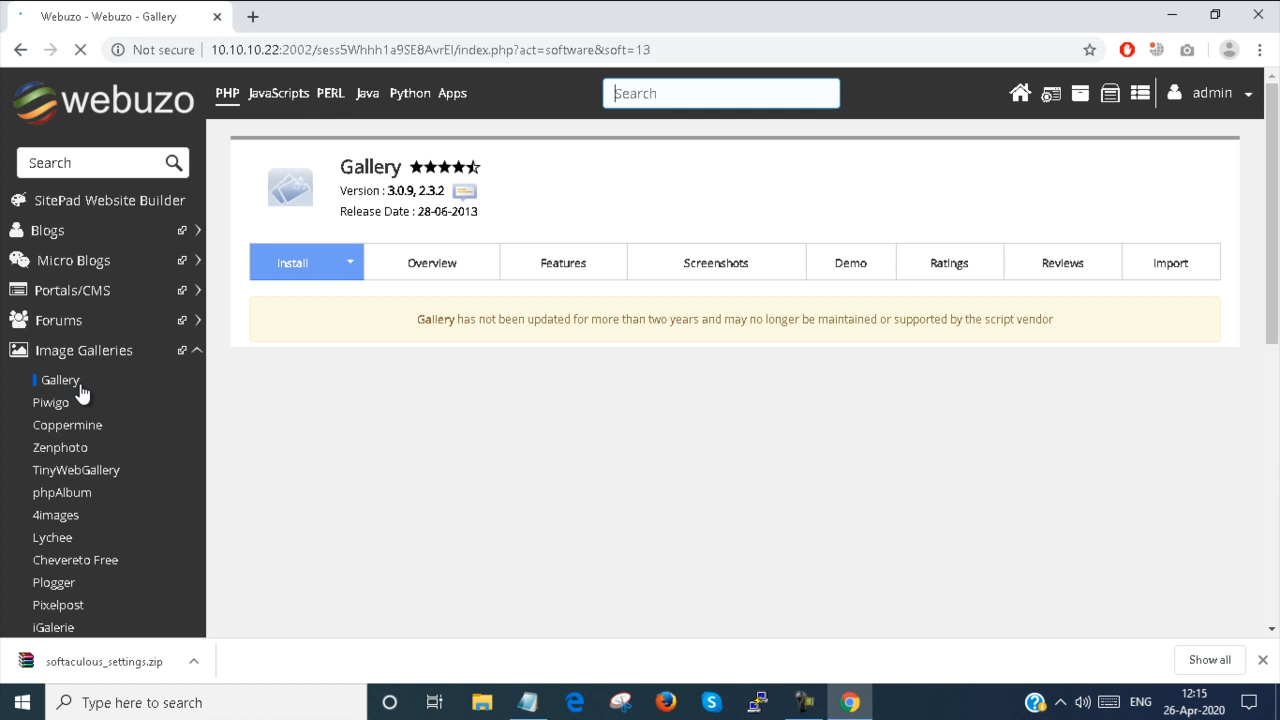 Webuzo - Webuzo - Gallery
Not secure
10.10.10.22:2002/sess5Whhh1a9SE8AvrEl/index.php?act=software&soft=13
webuzo
PHP JavaScripts PERL Java Python Apps
Search
admin
Search
SitePad Website Builder
Blogs
Micro Blogs
Portals/CMS
Forums
Image Galleries
Gallery
Piwigo
Coppermine
Zenphoto
TinyWebGallery
phpAlbum
4images
Lychee
Chevereto Free
Plogger
Pixelpost
iGalerie
Gallery
Version : 3.0.9, 2.3.2
Release Date : 28-06-2013
Install Overview Features Screenshots Demo Ratings Reviews Import
Gallery has not been updated for more than two years and may no longer be maintained or supported by the script vendor
softaculous_settings.zip
Show all
Type here to search
ENG
12:15
26-Apr-2020